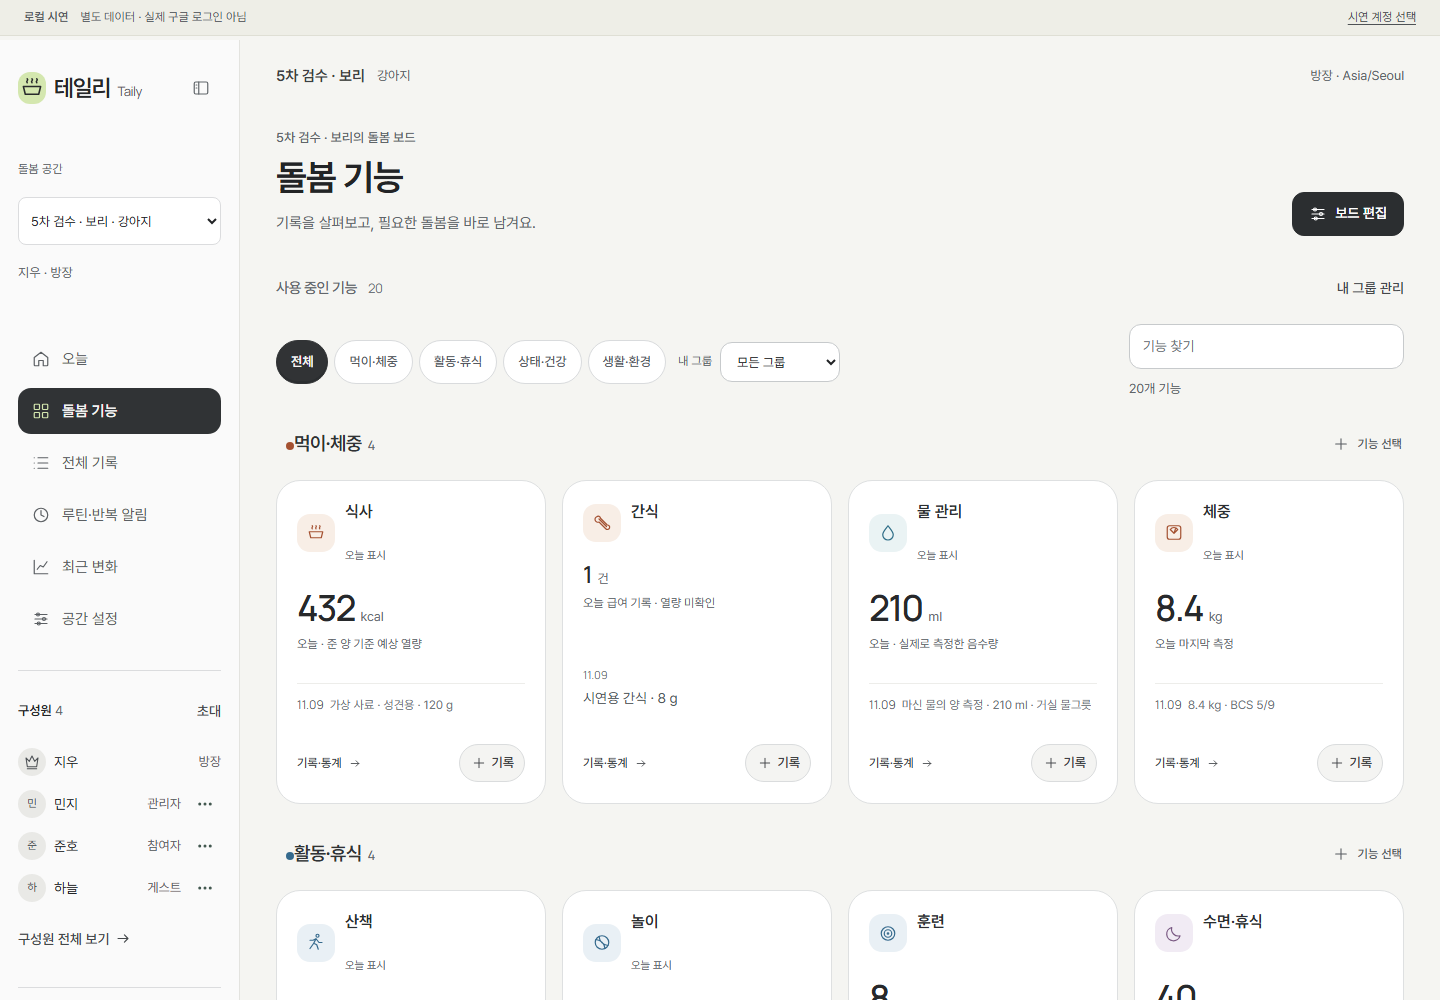 로컬 시연 별도 데이터 · 실제 구글 로그인 아님 시연 계정 선택
테일리 Taily
돌봄 공간
5차 검수 · 보리 · 강아지
지우 · 방장
오늘
돌봄 기능
전체 기록
루틴·반복 알림
최근 변화
공간 설정
구성원 4 초대
지우 방장
민 민지 관리자
준 준호 참여자
하 하늘 게스트
구성원 전체 보기 →
5차 검수 · 보리 강아지 방장 · Asia/Seoul
5차 검수 · 보리의 돌봄 보드
돌봄 기능
기록을 살펴보고, 필요한 돌봄을 바로 남겨요.
보드 편집
사용 중인 기능 20 내 그룹 관리
전체 먹이·체중 활동·휴식 상태·건강 생활·환경 내 그룹 모든 그룹 기능 찾기
20개 기능
먹이·체중 4 + 기능 선택
식사
오늘 표시
432 kcal
오늘 · 준 양 기준 예상 열량
11.09 가상 사료 · 성견용 · 120 g
기록·통계 → + 기록
간식
1 건
오늘 급여 기록 · 열량 미확인
11.09
시연용 간식 · 8 g
기록·통계 → + 기록
물 관리
오늘 표시
210 ml
오늘 · 실제로 측정한 음수량
11.09 마신 물의 양 측정 · 210 ml · 거실 물그릇
기록·통계 → + 기록
체중
오늘 표시
8.4 kg
오늘 마지막 측정
11.09 8.4 kg · BCS 5/9
기록·통계 → + 기록
활동·휴식 4 + 기능 선택
산책
오늘 표시
놀이
오늘 표시
훈련
8
수면·휴식
40